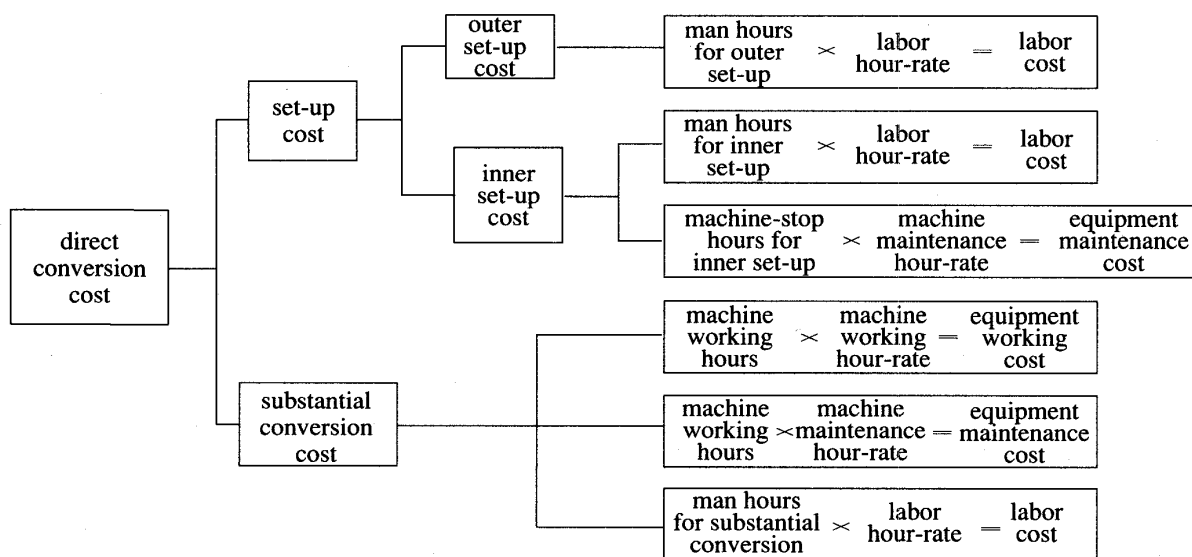 direct
conversion
cost
set-up
cost
outer
set-up
cost
man hours
for outer
set-up
×
labor
hour-rate
=
labor
cost
inner
set-up
cost
man hours
for inner
set-up
×
labor
hour-rate
=
labor
cost
machine-stop
hours for
inner set-up
×
machine
maintenance
hour-rate
=
equipment
maintenance
cost
substantial
conversion
cost
machine
working
hours
×
machine
working
hour-rate
=
equipment
working
cost
machine
working
hours
×
machine
maintenance
hour-rate
=
equipment
maintenance
cost
man hours
for substantial
conversion
×
labor
hour-rate
=
labor
cost